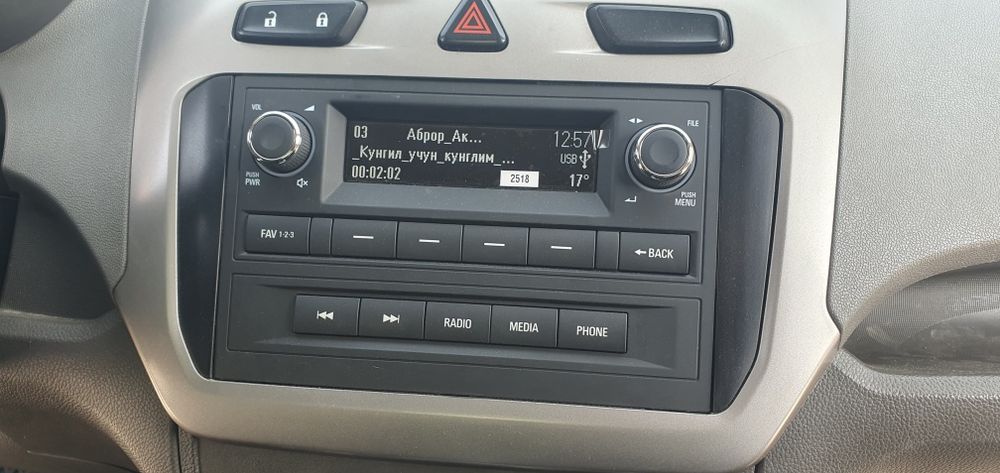 VOL
FILE
03 Аброр_Ак... 12:57
_Кунгил_учун_кунглим_... USB
00:02:02 2518 17°
PUSH
PWR
PUSH
MENU
FAV 1-2-3
BACK
RADIO
MEDIA
PHONE